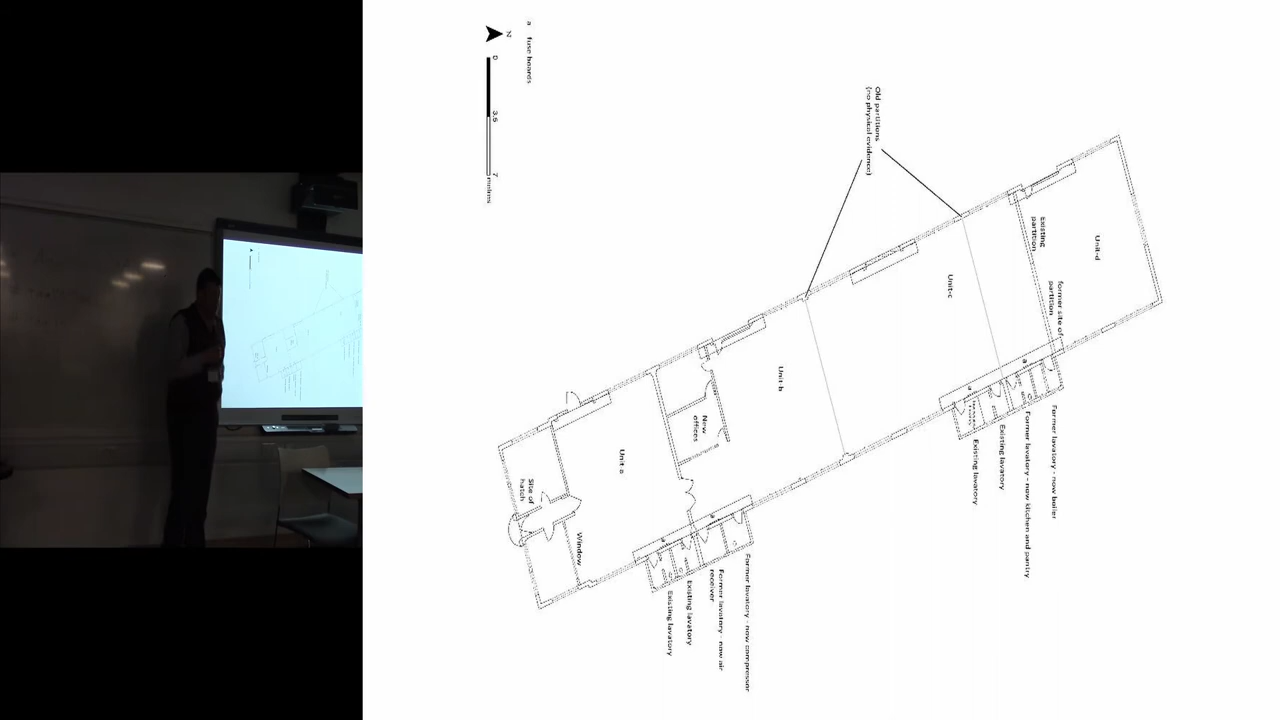 a fuse boards
N
0 3.5 7 metres
Old partitions
(no physical evidence)
Unit-d
Existing
partition
former site of
partition
Unit-c
Unit-b
New
offices
Unit a
Site of
hatch
Window
a
a
a
a
Former lavatory - now boiler
Former lavatory - now kitchen and pantry
Existing lavatory
Existing lavatory
Former lavatory - now compressor
Former lavatory - now air
receiver
Existing lavatory
Existing lavatory